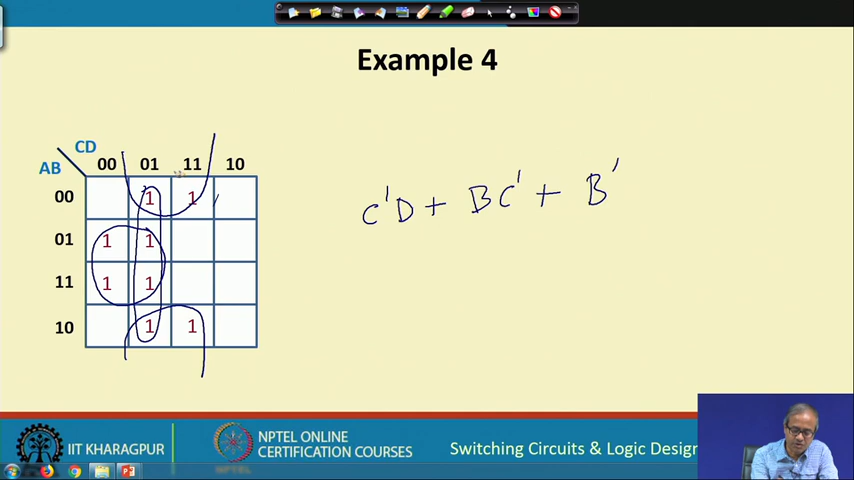 Example 4
CD
AB
00 01 11 10
00 1 1
01 1 1
11 1 1
10 1 1
C'D + BC' + B'
IIT KHARAGPUR
NPTEL ONLINE
CERTIFICATION COURSES
NPTEL
Switching Circuits & Logic Design